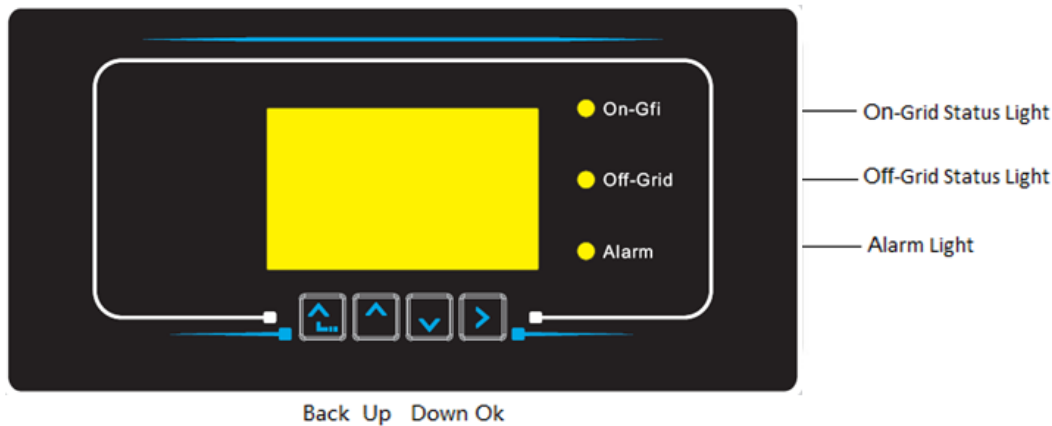 On-Gfi
On-Grid Status Light
Off-Grid
Off-Grid Status Light
Alarm
Alarm Light
Back Up Down Ok